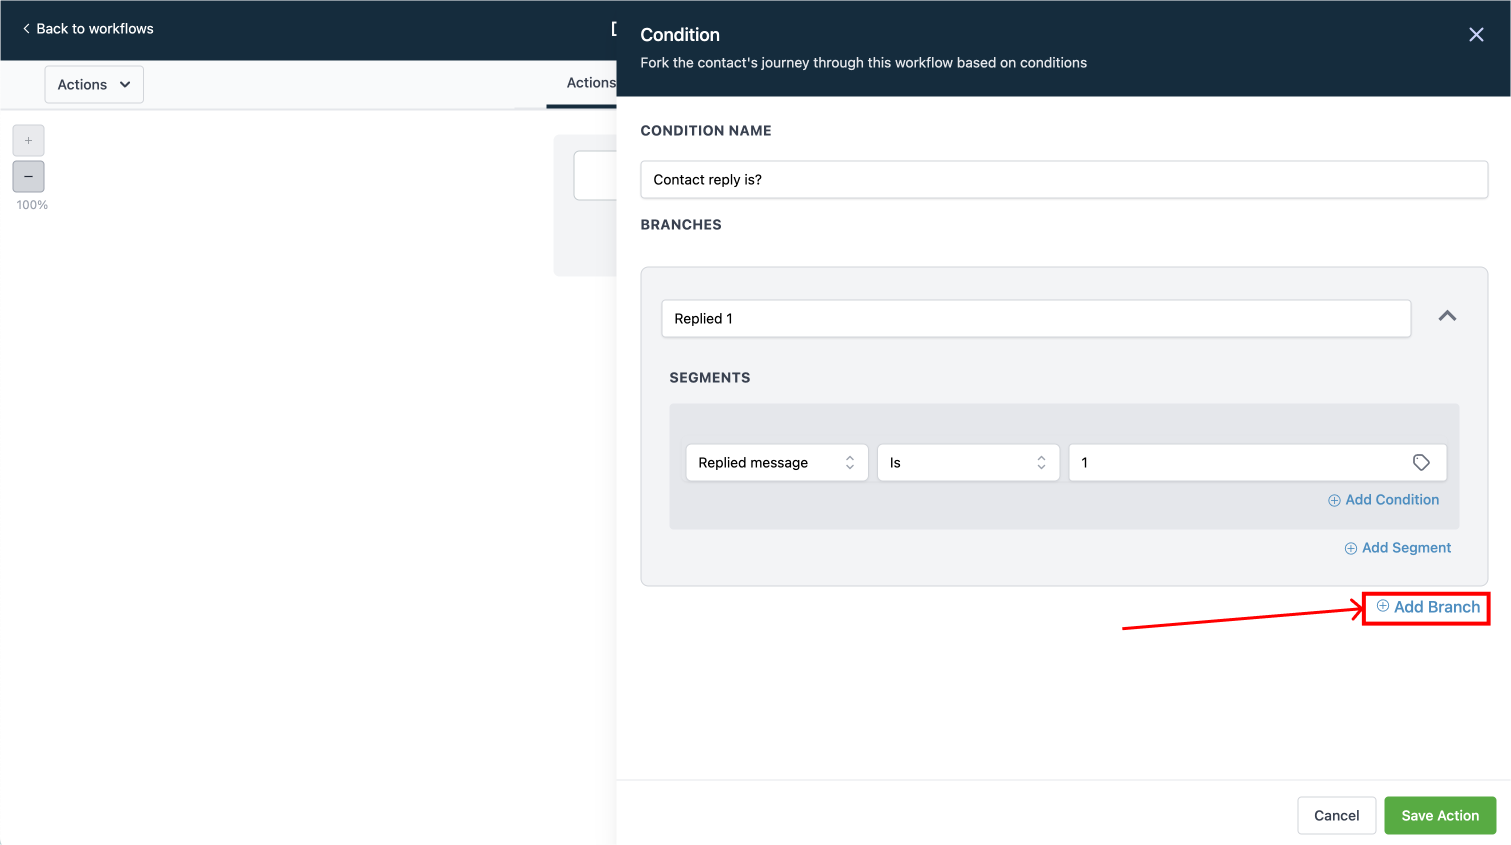 Back to workflows
Condition
Fork the contact's journey through this workflow based on conditions
Actions
Actions
+
−
100%
CONDITION NAME
Contact reply is?
BRANCHES
Replied 1
SEGMENTS
Replied message
Is
1
Add Condition
Add Segment
Add Branch
Cancel
Save Action